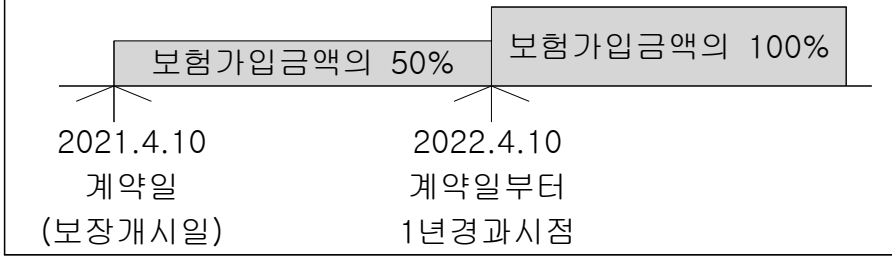 보험가입금액의 50%
보험가입금액의 100%
2021.4.10
계약일
(보장개시일)
2022.4.10
계약일부터
1년경과시점